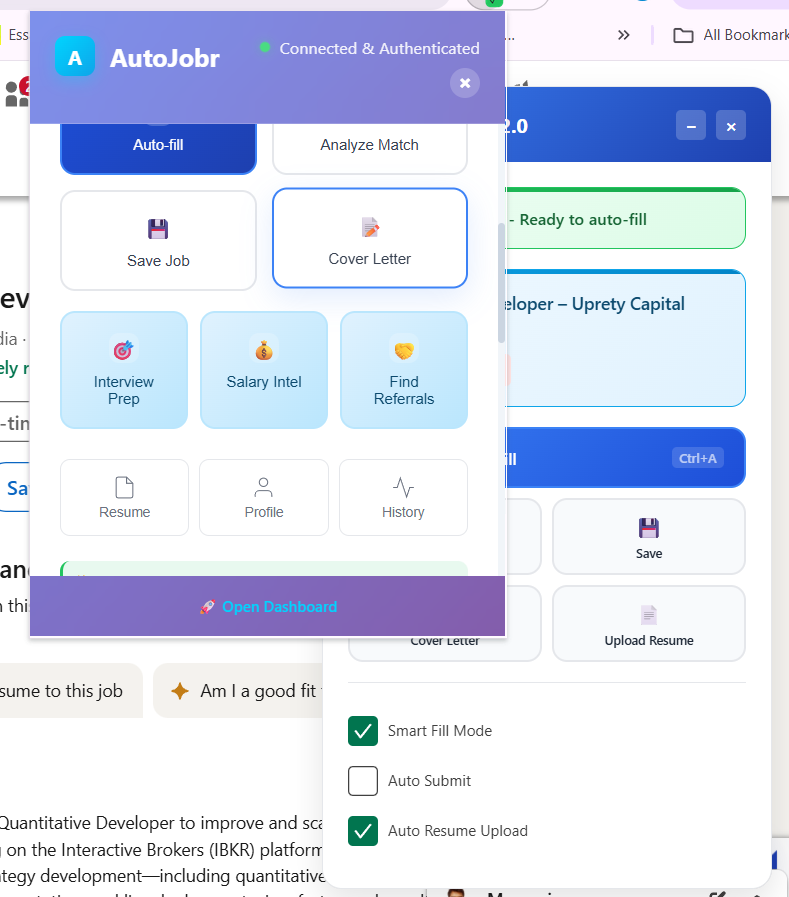 Ess
...
All Bookmark
2
A
AutoJobr
Connected & Authenticated
2.0
Auto-fill
Analyze Match
- Ready to auto-fill
Save Job
Cover Letter
ev
eloper – Uprety Capital
dia ·
ely r
Interview
Prep
Salary Intel
Find
Referrals
-tin
ill
Ctrl+A
Sa
Resume
Profile
History
Save
an
n this
🚀 Open Dashboard
Cover Letter
Upload Resume
sume to this job
Am I a good fit
Smart Fill Mode
Auto Submit
Auto Resume Upload
Quantitative Developer to improve and sca
g on the Interactive Brokers (IBKR) platform
ategy development—including quantitative